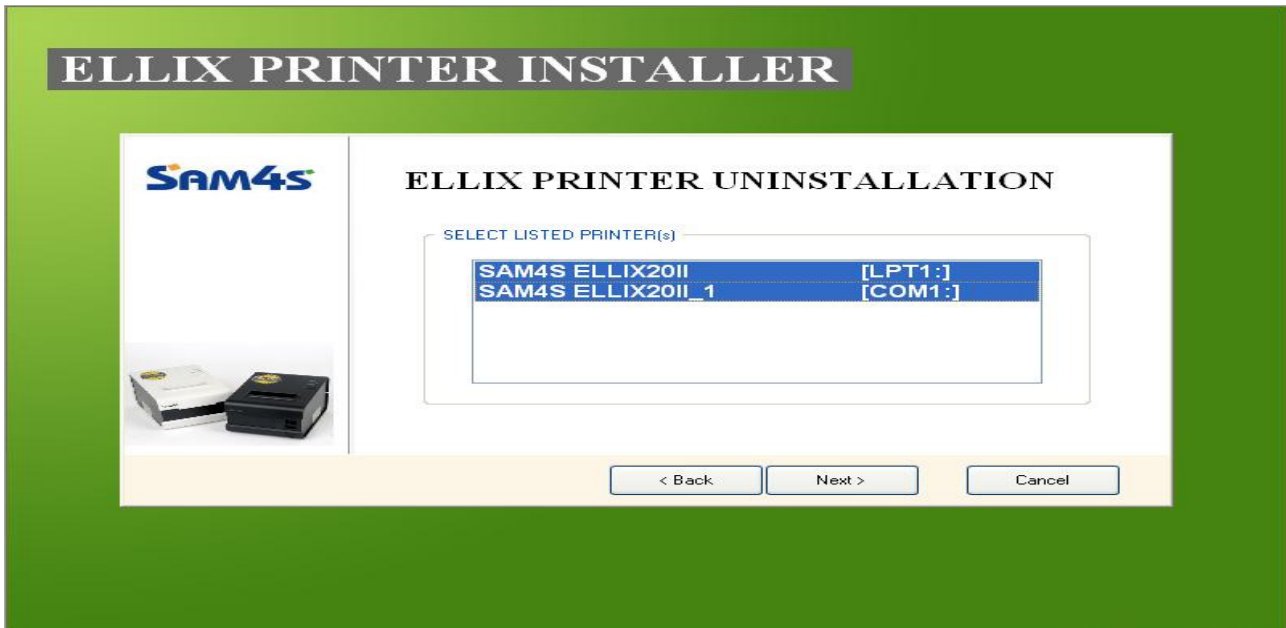 ELLIX PRINTER INSTALLER
SAM4S
ELLIX PRINTER UNINSTALLATION
SELECT LISTED PRINTER(s)
SAM4S ELLIX20II [LPT1:]
SAM4S ELLIX20II_1 [COM1:]
< Back Next > Cancel